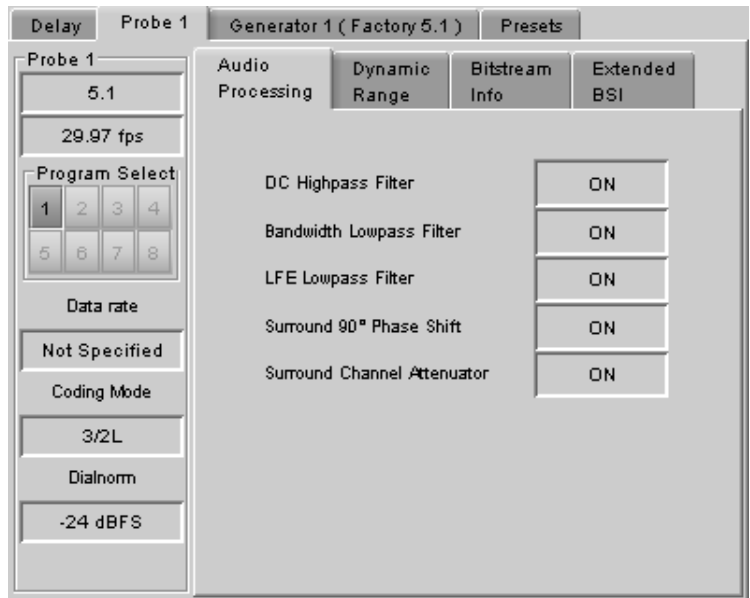 Delay Probe 1 Generator 1 ( Factory 5.1 ) Presets
Probe 1
5.1
29.97 fps
Program Select
1 2 3 4
5 6 7 8
Data rate
Not Specified
Coding Mode
3/2L
Dialnorm
-24 dBFS
Audio Processing
Dynamic Range
Bitstream Info
Extended BSI
DC Highpass Filter ON
Bandwidth Lowpass Filter ON
LFE Lowpass Filter ON
Surround 90° Phase Shift ON
Surround Channel Attenuator ON